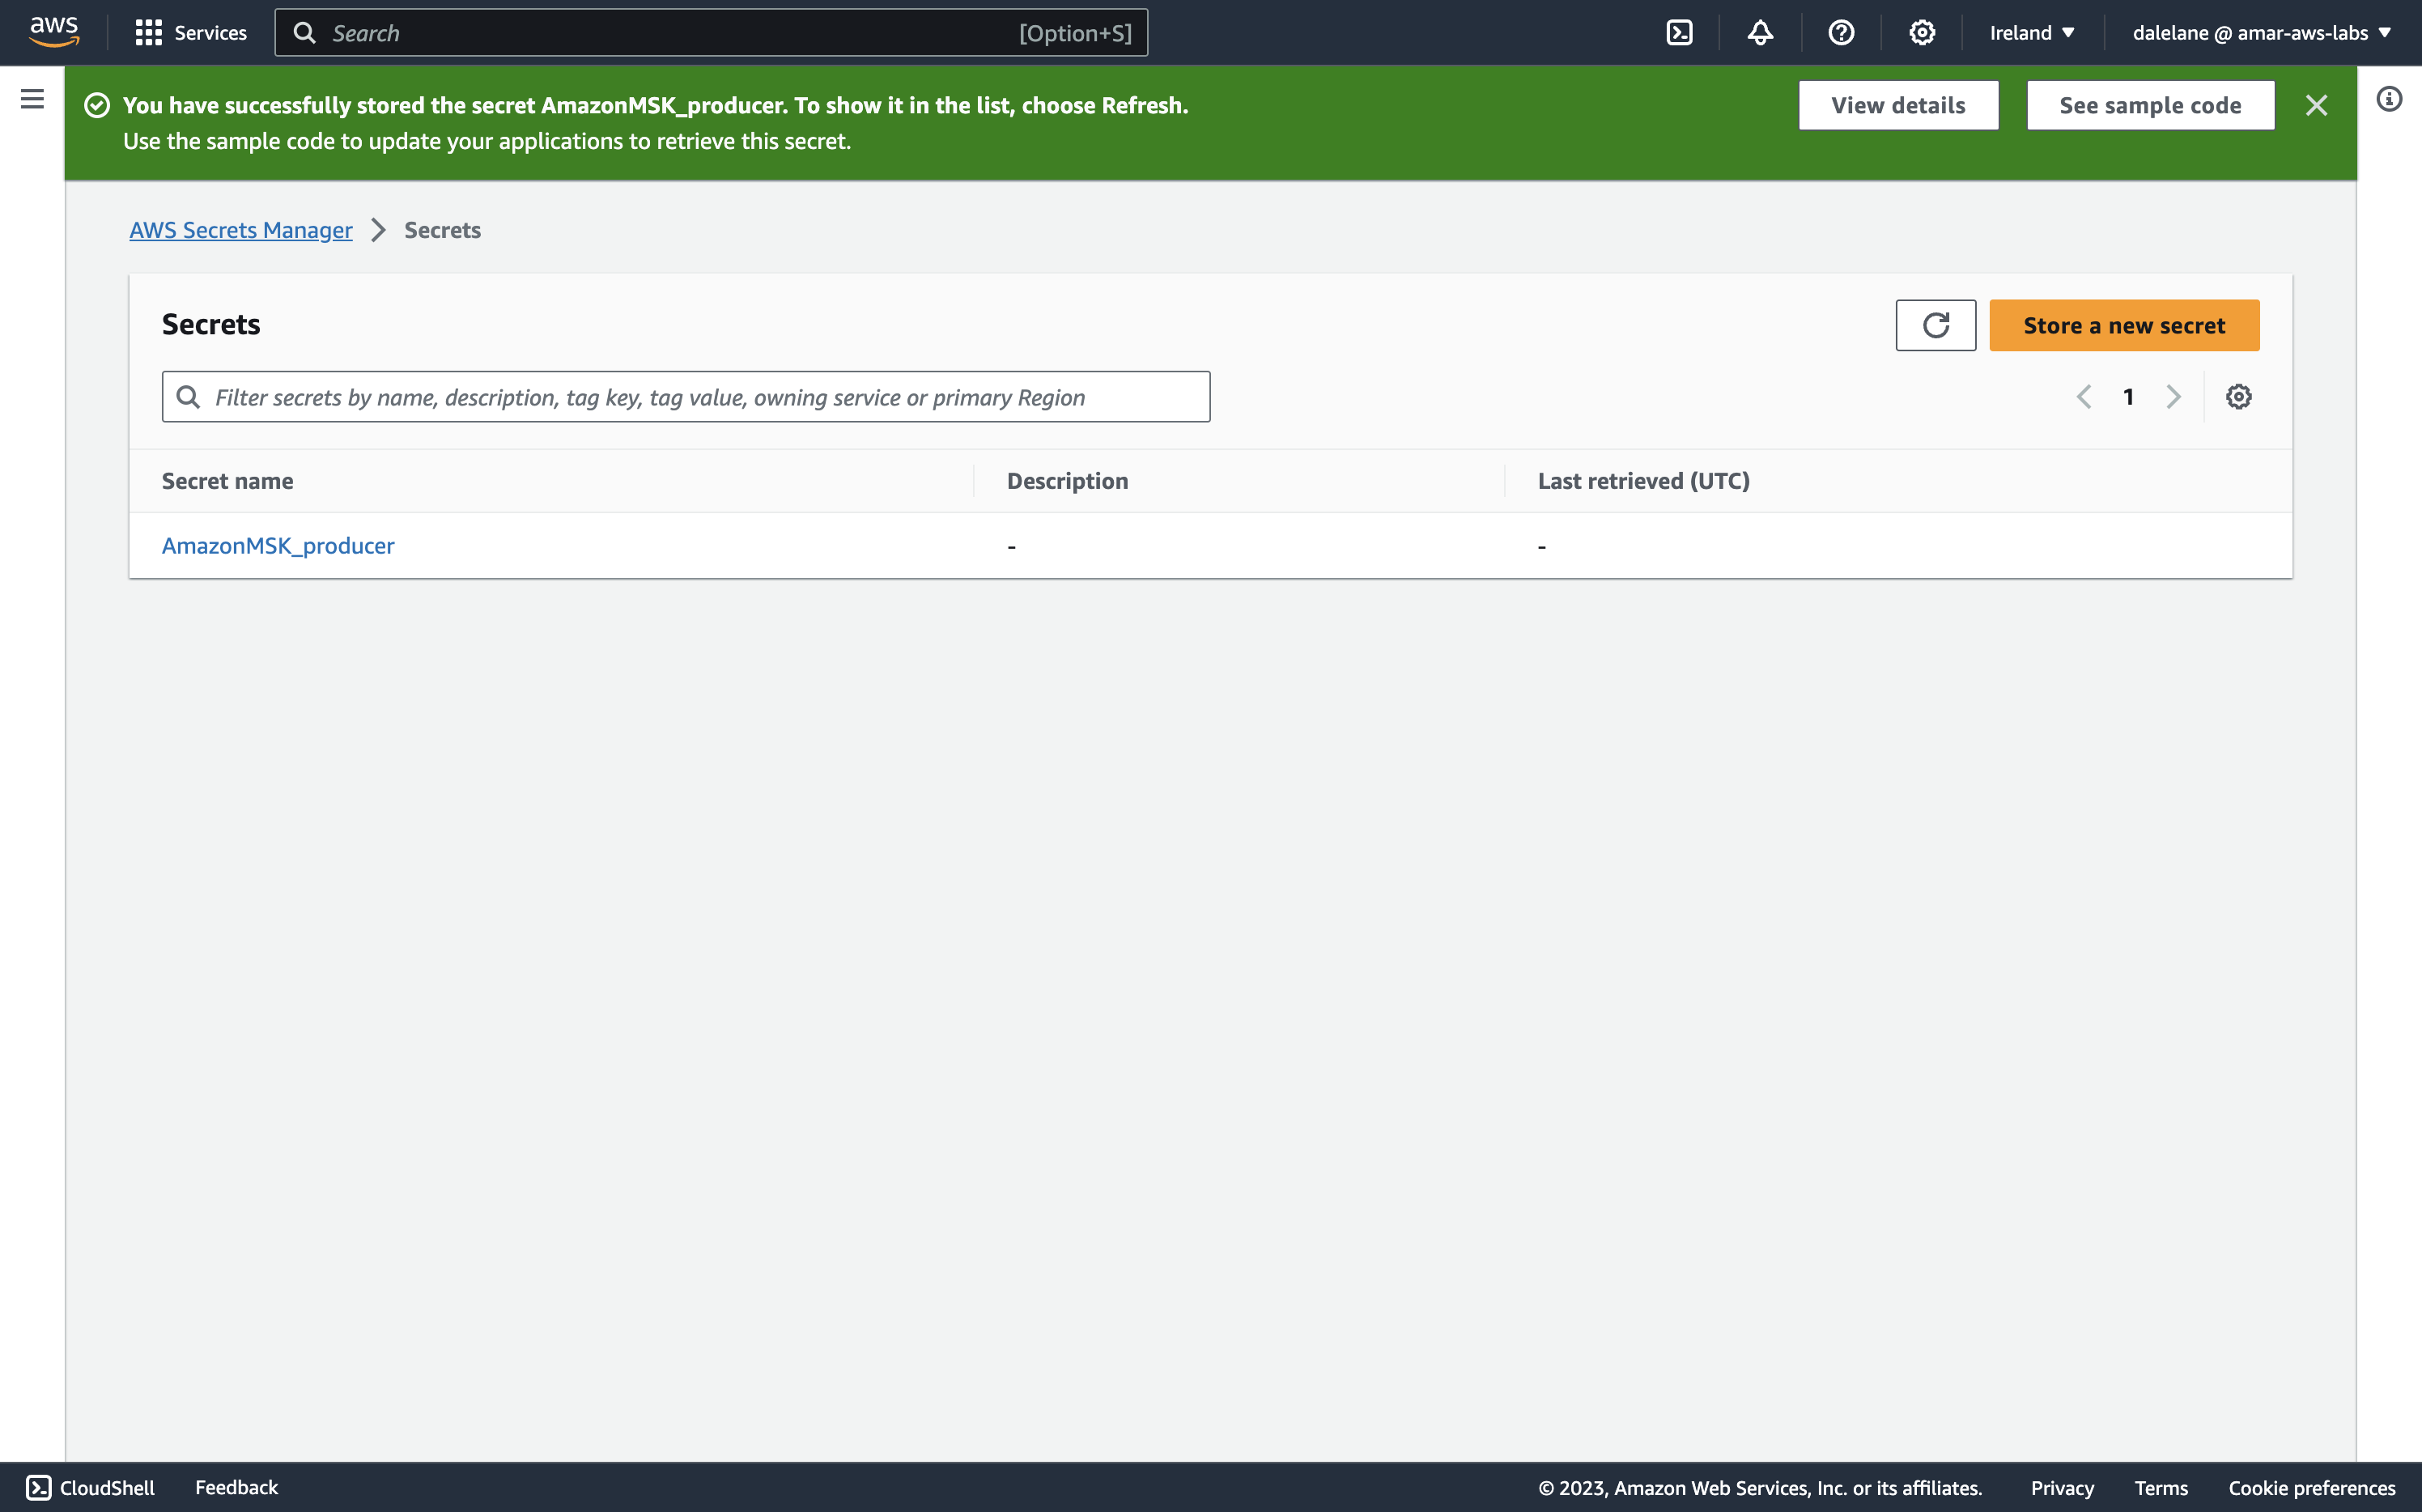 aws Services Search [Option+S] Ireland dalelane @ amar-aws-labs
You have successfully stored the secret AmazonMSK_producer. To show it in the list, choose Refresh. View details See sample code
Use the sample code to update your applications to retrieve this secret.
AWS Secrets Manager Secrets
Secrets Store a new secret
Filter secrets by name, description, tag key, tag value, owning service or primary Region 1
Secret name Description Last retrieved (UTC)
AmazonMSK_producer - -
CloudShell Feedback © 2023, Amazon Web Services, Inc. or its affiliates. Privacy Terms Cookie preferences